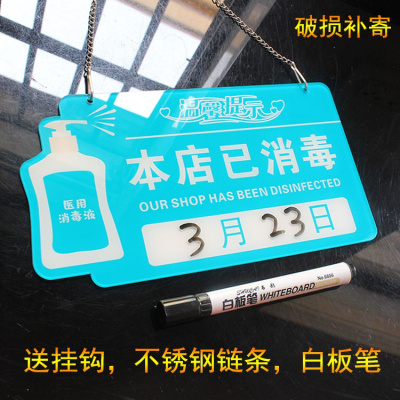 破损补寄
温馨提示
本店已消毒
OUR SHOP HAS BEEN DISINFECTED
医用
消毒液
3月23日
白板笔 WHITEBOARD
No.6666
送挂钩，不锈钢链条，白板笔